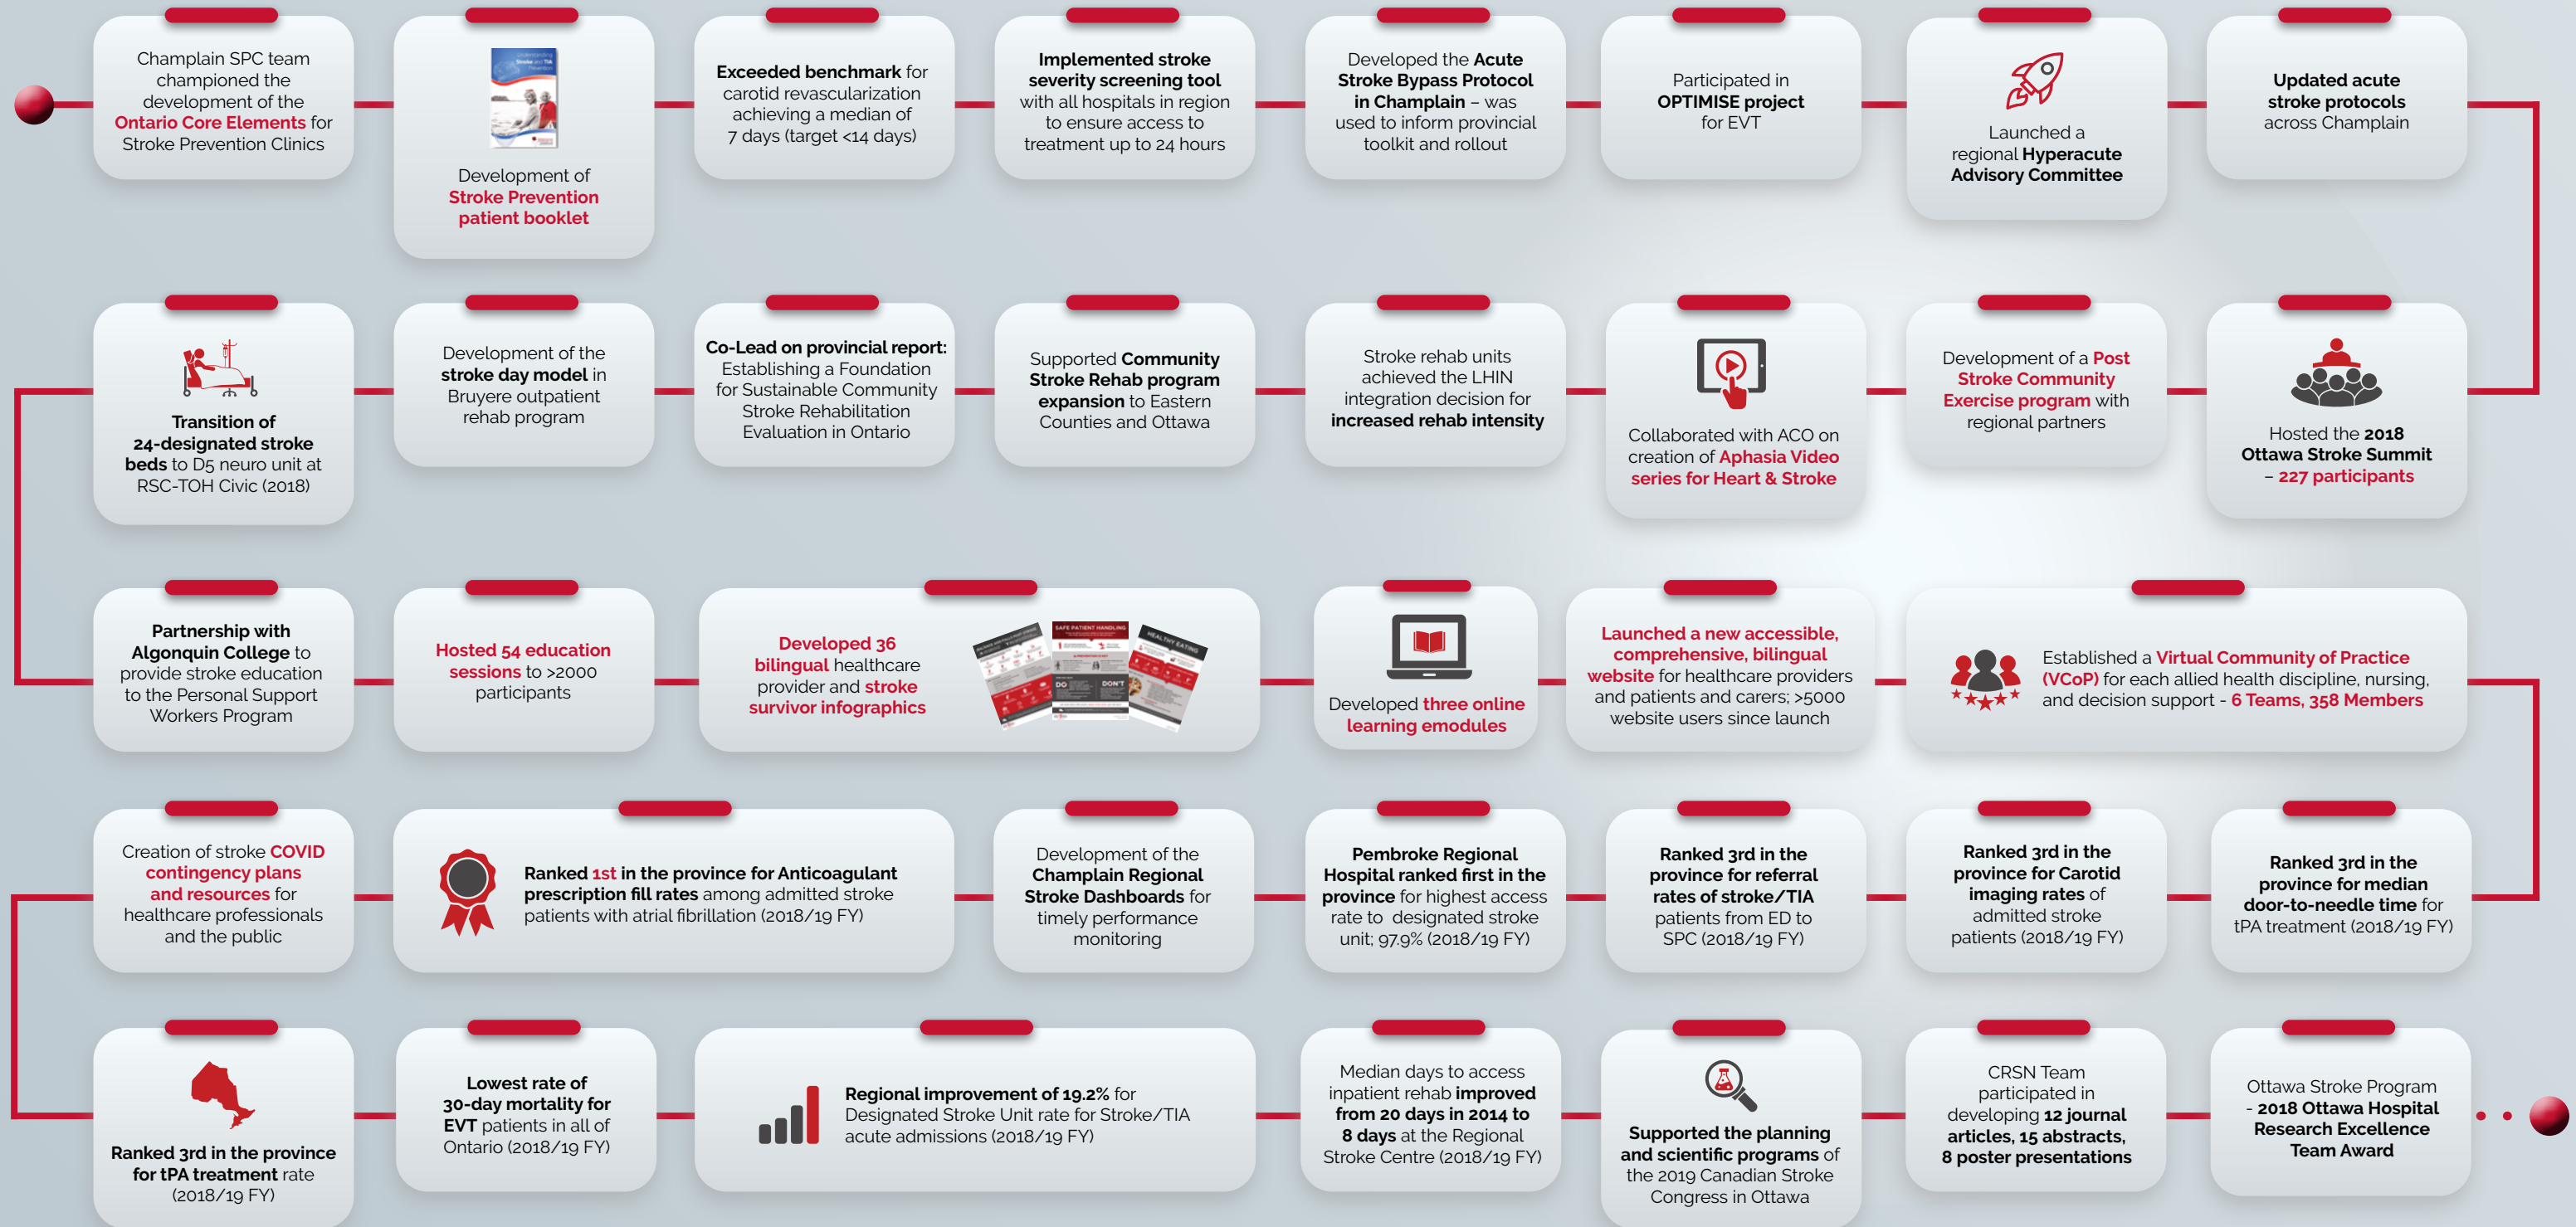 Champlain SPC team
championed the
development of the
Ontario Core Elements for
Stroke Prevention Clinics
Understanding
Stroke and TIA
Prevention
Development of
Stroke Prevention
patient booklet
Exceeded benchmark for
carotid revascularization
achieving a median of
7 days (target <14 days)
Implemented stroke
severity screening tool
with all hospitals in region
to ensure access to
treatment up to 24 hours
Developed the Acute
Stroke Bypass Protocol
in Champlain – was
used to inform provincial
toolkit and rollout
Participated in
OPTIMISE project
for EVT
Launched a
regional Hyperacute
Advisory Committee
Updated acute
stroke protocols
across Champlain
Transition of
24-designated stroke
beds to D5 neuro unit at
RSC-TOH Civic (2018)
Development of the
stroke day model in
Bruyere outpatient
rehab program
Co-Lead on provincial report:
Establishing a Foundation
for Sustainable Community
Stroke Rehabilitation
Evaluation in Ontario
Supported Community
Stroke Rehab program
expansion to Eastern
Counties and Ottawa
Stroke rehab units
achieved the LHIN
integration decision for
increased rehab intensity
Collaborated with ACO on
creation of Aphasia Video
series for Heart & Stroke
Development of a Post
Stroke Community
Exercise program with
regional partners
Hosted the 2018
Ottawa Stroke Summit
– 227 participants
Partnership with
Algonquin College to
provide stroke education
to the Personal Support
Workers Program
Hosted 54 education
sessions to >2000
participants
Developed 36
bilingual healthcare
provider and stroke
survivor infographics
SAFE PATIENT HANDLING
DO
DON'T
HEALTHY EATING
Developed three online
learning emodules
Launched a new accessible,
comprehensive, bilingual
website for healthcare providers
and patients and carers; >5000
website users since launch
Established a Virtual Community of Practice
(VCoP) for each allied health discipline, nursing,
and decision support - 6 Teams, 358 Members
Creation of stroke COVID
contingency plans
and resources for
healthcare professionals
and the public
Ranked 1st in the province for Anticoagulant
prescription fill rates among admitted stroke
patients with atrial fibrillation (2018/19 FY)
Development of the
Champlain Regional
Stroke Dashboards for
timely performance
monitoring
Pembroke Regional
Hospital ranked first in the
province for highest access
rate to designated stroke
unit; 97.9% (2018/19 FY)
Ranked 3rd in the
province for referral
rates of stroke/TIA
patients from ED to
SPC (2018/19 FY)
Ranked 3rd in the
province for Carotid
imaging rates of
admitted stroke
patients (2018/19 FY)
Ranked 3rd in the
province for median
door-to-needle time for
tPA treatment (2018/19 FY)
Ranked 3rd in the province
for tPA treatment rate
(2018/19 FY)
Lowest rate of
30-day mortality for
EVT patients in all of
Ontario (2018/19 FY)
Regional improvement of 19.2% for
Designated Stroke Unit rate for Stroke/TIA
acute admissions (2018/19 FY)
Median days to access
inpatient rehab improved
from 20 days in 2014 to
8 days at the Regional
Stroke Centre (2018/19 FY)
Supported the planning
and scientific programs of
the 2019 Canadian Stroke
Congress in Ottawa
CRSN Team
participated in
developing 12 journal
articles, 15 abstracts,
8 poster presentations
Ottawa Stroke Program
- 2018 Ottawa Hospital
Research Excellence
Team Award